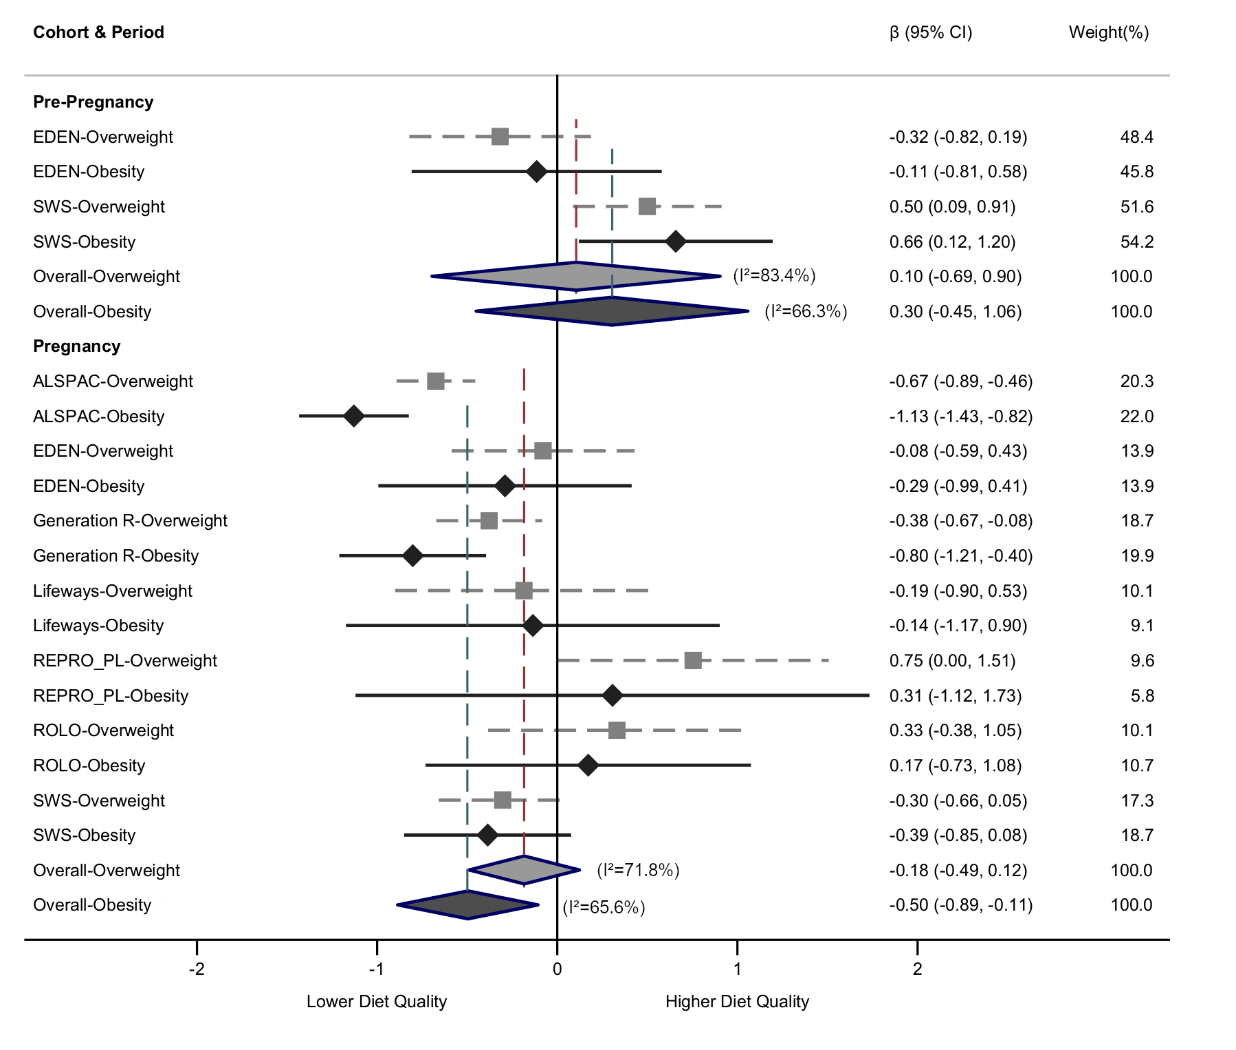 Cohort & Period β (95% CI) Weight(%)
Pre-Pregnancy
EDEN-Overweight -0.32 (-0.82, 0.19) 48.4
EDEN-Obesity -0.11 (-0.81, 0.58) 45.8
SWS-Overweight 0.50 (0.09, 0.91) 51.6
SWS-Obesity 0.66 (0.12, 1.20) 54.2
Overall-Overweight (I²=83.4%) 0.10 (-0.69, 0.90) 100.0
Overall-Obesity (I²=66.3%) 0.30 (-0.45, 1.06) 100.0
Pregnancy
ALSPAC-Overweight -0.67 (-0.89, -0.46) 20.3
ALSPAC-Obesity -1.13 (-1.43, -0.82) 22.0
EDEN-Overweight -0.08 (-0.59, 0.43) 13.9
EDEN-Obesity -0.29 (-0.99, 0.41) 13.9
Generation R-Overweight -0.38 (-0.67, -0.08) 18.7
Generation R-Obesity -0.80 (-1.21, -0.40) 19.9
Lifeways-Overweight -0.19 (-0.90, 0.53) 10.1
Lifeways-Obesity -0.14 (-1.17, 0.90) 9.1
REPRO_PL-Overweight 0.75 (0.00, 1.51) 9.6
REPRO_PL-Obesity 0.31 (-1.12, 1.73) 5.8
ROLO-Overweight 0.33 (-0.38, 1.05) 10.1
ROLO-Obesity 0.17 (-0.73, 1.08) 10.7
SWS-Overweight -0.30 (-0.66, 0.05) 17.3
SWS-Obesity -0.39 (-0.85, 0.08) 18.7
Overall-Overweight (I²=71.8%) -0.18 (-0.49, 0.12) 100.0
Overall-Obesity (I²=65.6%) -0.50 (-0.89, -0.11) 100.0
-2 -1 0 1 2
Lower Diet Quality Higher Diet Quality